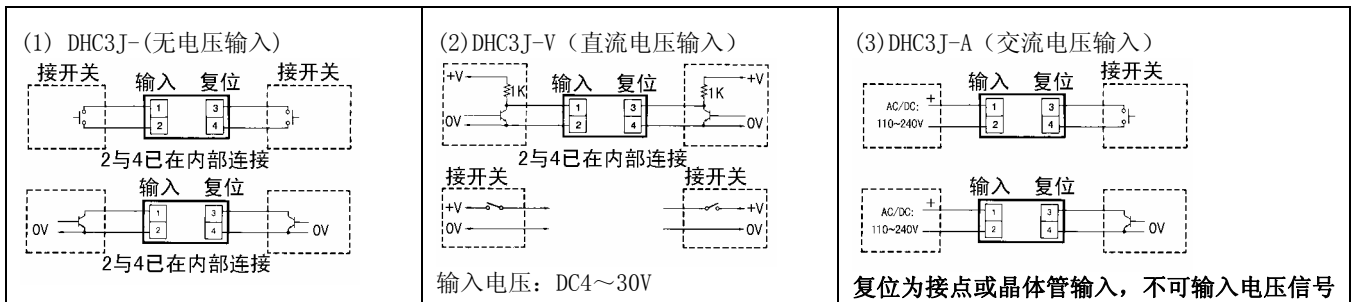 (1) DHC3J-(无电压输入)
接开关 输入 复位 接开关
1 3
2 4
2与4已在内部连接
输入 复位
1 3
0V 2 4 0V
2与4已在内部连接
(2)DHC3J-V（直流电压输入）
+V 1K 输入 复位 1K +V
1 3
0V 2 4 0V
2与4已在内部连接
接开关 接开关
+V +V
0V 0V
输入电压：DC4～30V
(3)DHC3J-A（交流电压输入）
输入 复位 接开关
AC/DC: + 1 3
110~240V 2 4
输入 复位
AC/DC: + 1 3
110~240V 2 4 0V
复位为接点或晶体管输入，不可输入电压信号